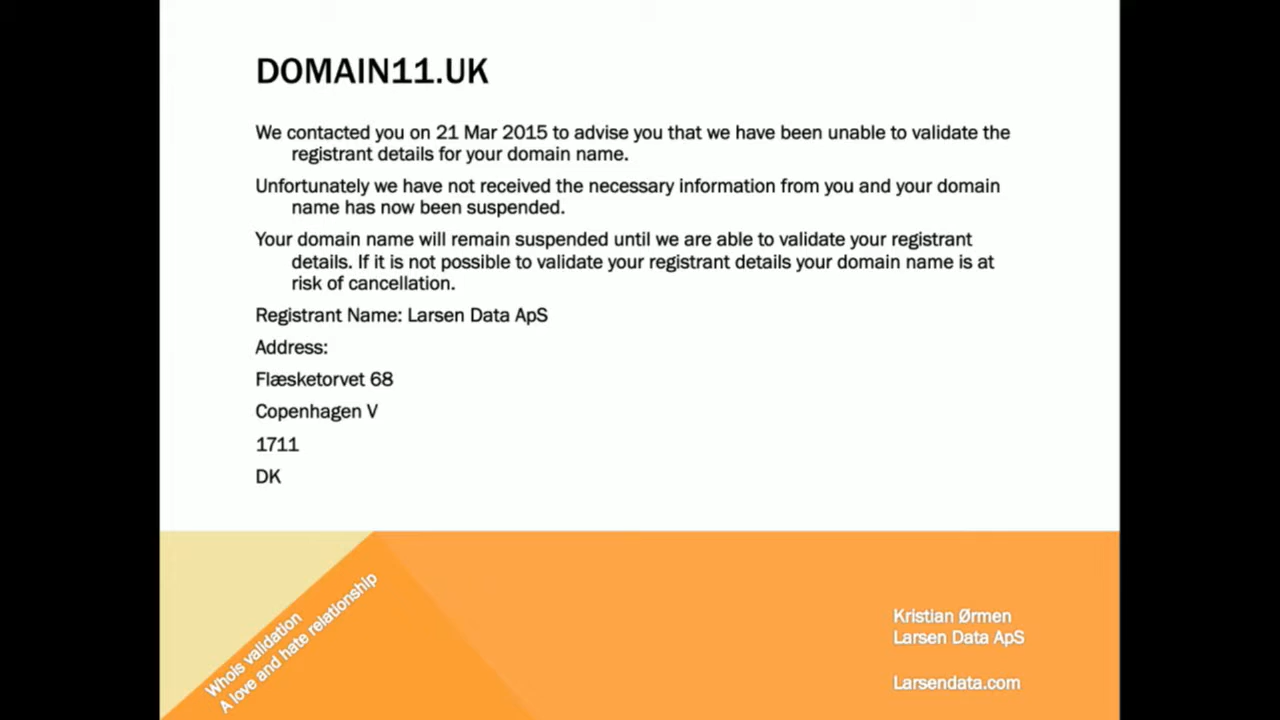 DOMAIN11.UK
We contacted you on 21 Mar 2015 to advise you that we have been unable to validate the
registrant details for your domain name.
Unfortunately we have not received the necessary information from you and your domain
name has now been suspended.
Your domain name will remain suspended until we are able to validate your registrant
details. If it is not possible to validate your registrant details your domain name is at
risk of cancellation.
Registrant Name: Larsen Data ApS
Address:
Flæsketorvet 68
Copenhagen V
1711
DK
Whois validation
A love and hate relationship
Kristian Ørmen
Larsen Data ApS
Larsendata.com